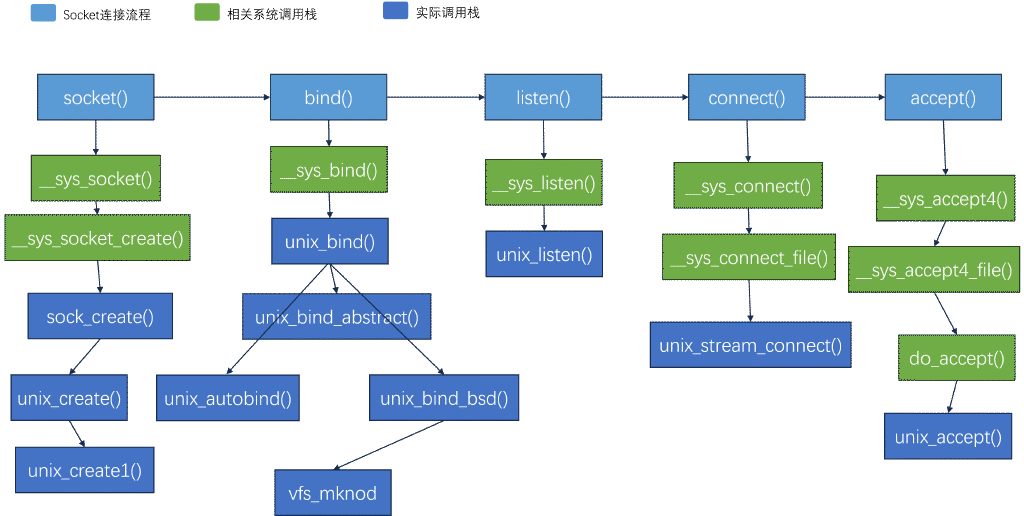 Socket连接流程
相关系统调用栈
实际调用栈
socket()
bind()
listen()
connect()
accept()
__sys_socket()
__sys_bind()
__sys_listen()
__sys_connect()
__sys_accept4()
__sys_socket_create()
unix_bind()
unix_listen()
__sys_connect_file()
__sys_accept4_file()
sock_create()
unix_bind_abstract()
unix_stream_connect()
do_accept()
unix_create()
unix_autobind()
unix_bind_bsd()
unix_accept()
unix_create1()
vfs_mknod